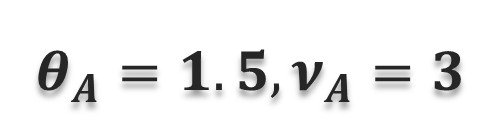 θ_A = 1.5, ν_A = 3